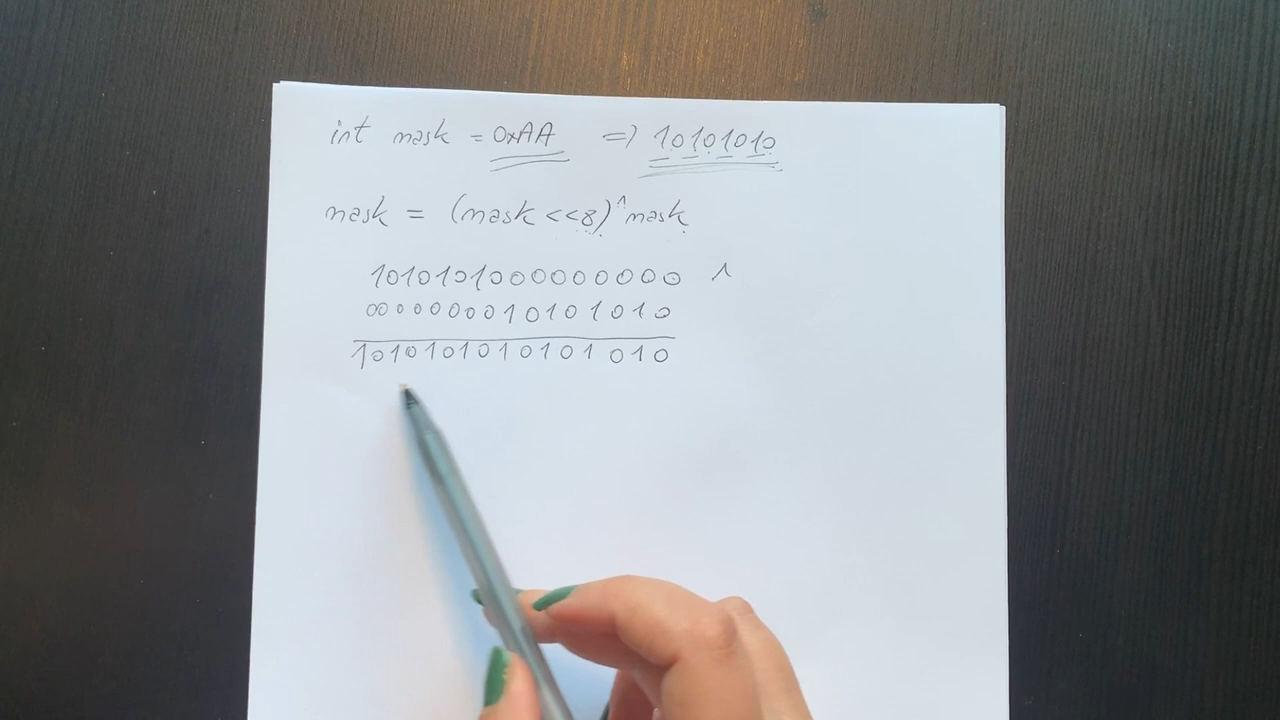 int mask = 0xAA => 10101010
mask = (mask<<8)^mask
1010101000000000 ^
0000000010101010
1010101010101010